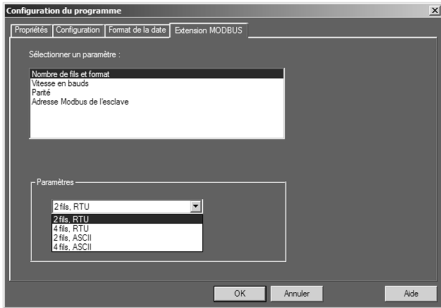 Configuration du programme
Propriétés Configuration Format de la date Extension MODBUS
Sélectionner un paramètre :
Nombre de fils et format
Vitesse en bauds
Parité
Adresse Modbus de l'esclave
Paramètres
2 fils, RTU
2 fils, RTU
4 fils, RTU
2 fils, ASCII
4 fils, ASCII
OK Annuler Aide